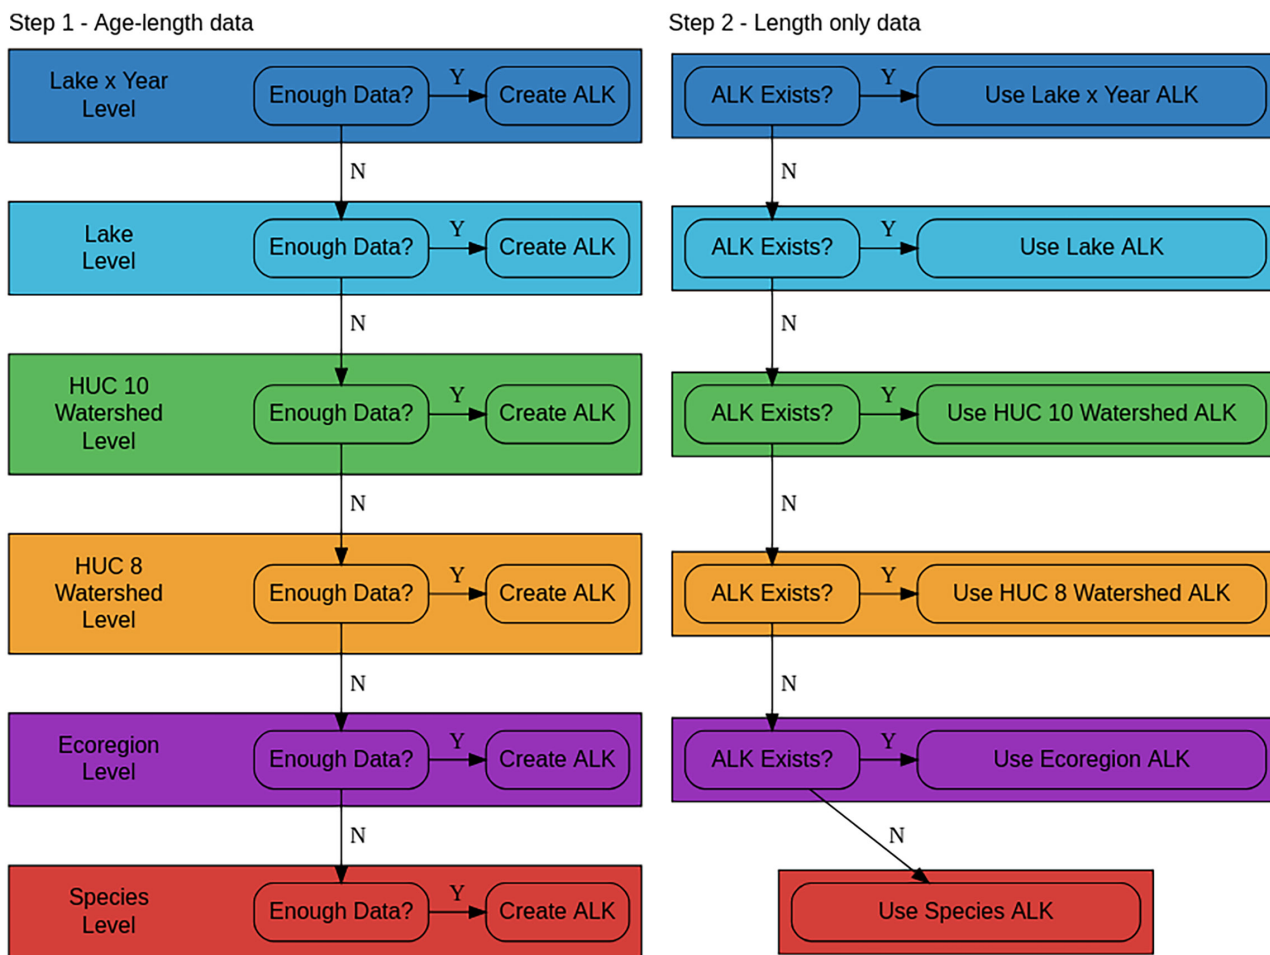 Step 1 - Age-length data
Step 2 - Length only data
Lake x Year
Level
Enough Data?
Y
Create ALK
N
Lake
Level
Enough Data?
Y
Create ALK
N
HUC 10
Watershed
Level
Enough Data?
Y
Create ALK
N
HUC 8
Watershed
Level
Enough Data?
Y
Create ALK
N
Ecoregion
Level
Enough Data?
Y
Create ALK
N
Species
Level
Enough Data?
Y
Create ALK
ALK Exists?
Y
Use Lake x Year ALK
N
ALK Exists?
Y
Use Lake ALK
N
ALK Exists?
Y
Use HUC 10 Watershed ALK
N
ALK Exists?
Y
Use HUC 8 Watershed ALK
N
ALK Exists?
Y
Use Ecoregion ALK
N
Use Species ALK